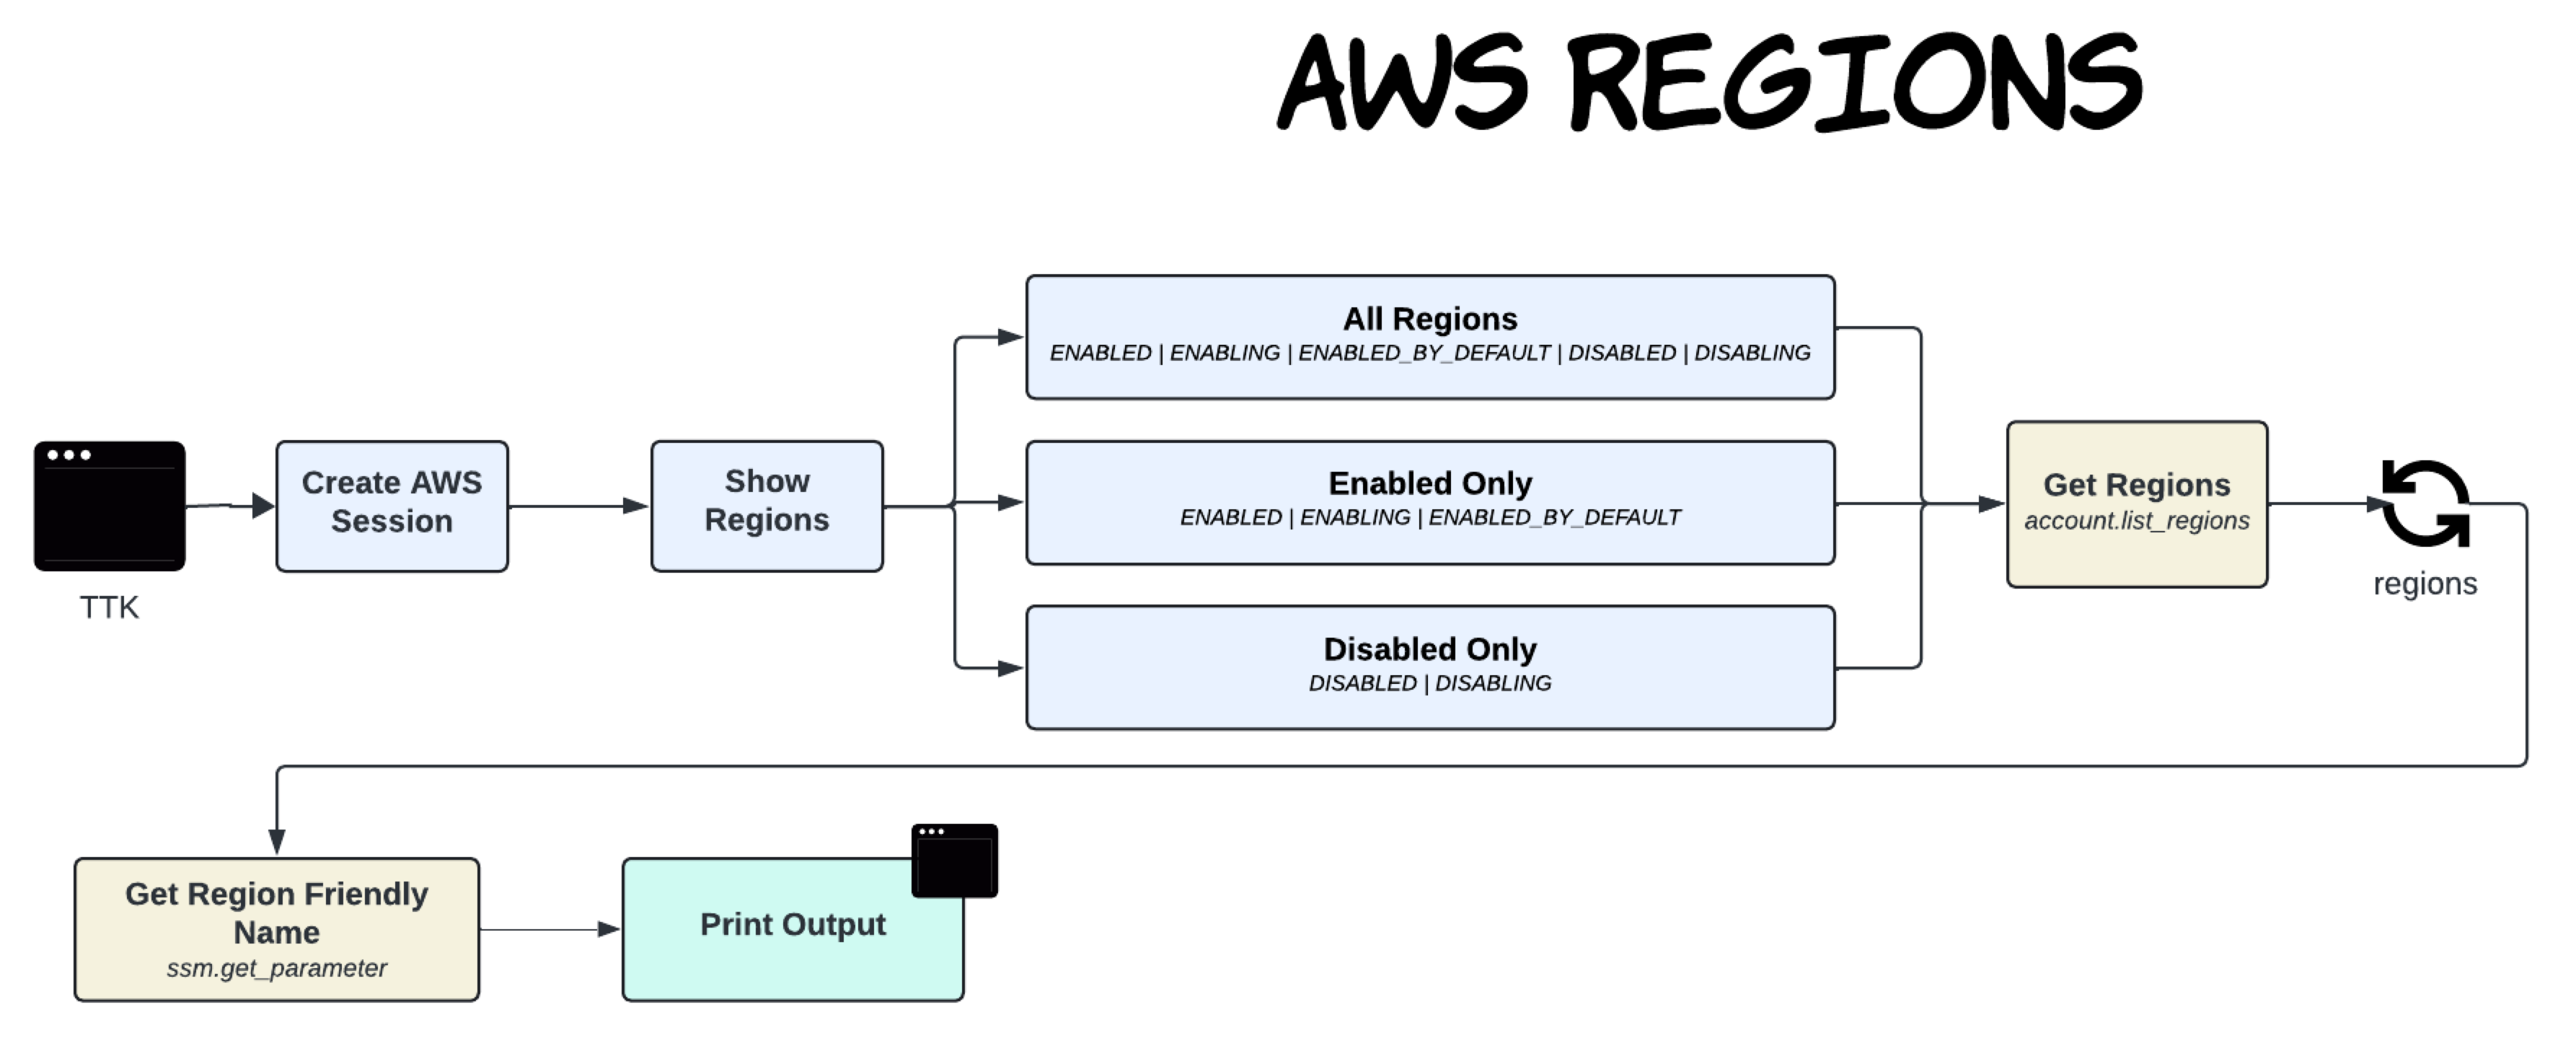 AWS REGIONS
All Regions
ENABLED | ENABLING | ENABLED_BY_DEFAULT | DISABLED | DISABLING
TTK
Create AWS
Session
Show
Regions
Enabled Only
ENABLED | ENABLING | ENABLED_BY_DEFAULT
Disabled Only
DISABLED | DISABLING
Get Regions
account.list_regions
regions
Get Region Friendly
Name
ssm.get_parameter
Print Output